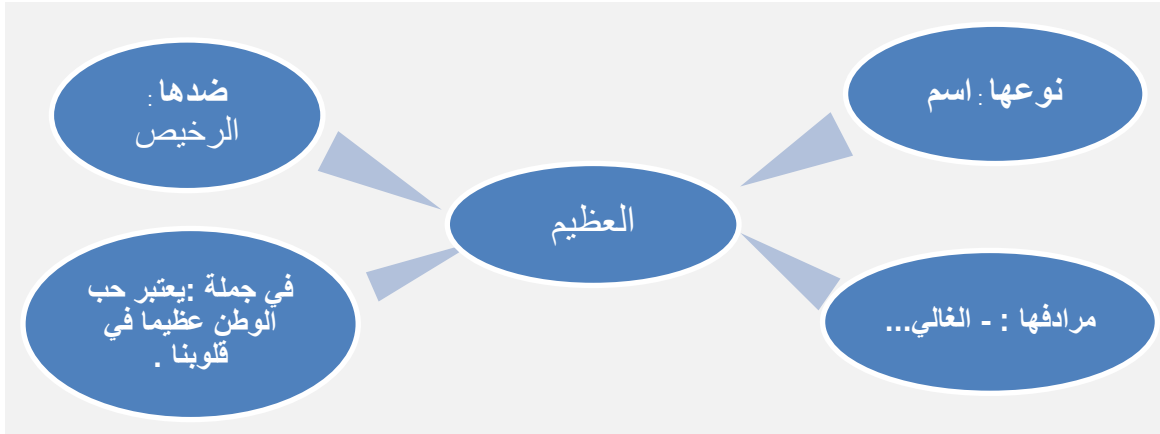 نوعها : اسم
ضدها :
الرخيص
العظيم
مرادفها : - الغالي...
في جملة :يعتبر حب
الوطن عظيما في
قلوبنا .